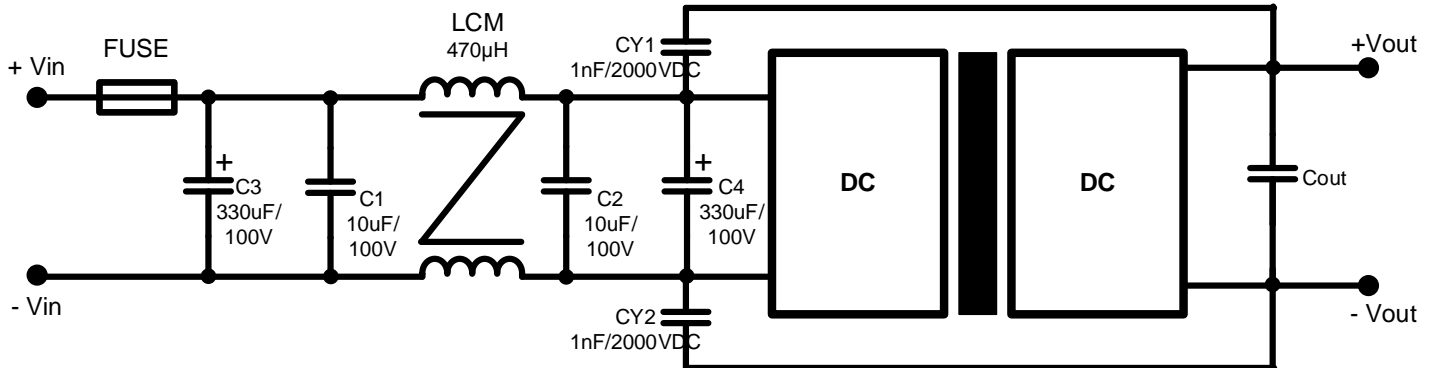 LCM
470µH
FUSE
CY1
1nF/2000VDC
+Vout
+ Vin
+
C3
330uF/
100V
C1
10uF/
100V
C2
10uF/
100V
+
C4
330uF/
100V
DC
DC
Cout
- Vin
CY2
1nF/2000VDC
- Vout